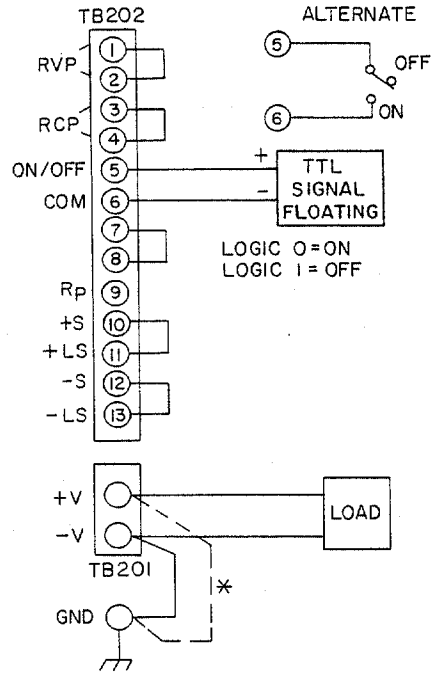 TB202
ALTERNATE
1
RVP
2
3
RCP
4
ON/OFF 5
COM 6
7
8
Rp 9
+S 10
+LS 11
-S 12
-LS 13
5
OFF
6
ON
+
-
TTL
SIGNAL
FLOATING
LOGIC 0=ON
LOGIC 1=OFF
+V
-V
LOAD
TB201
*
GND